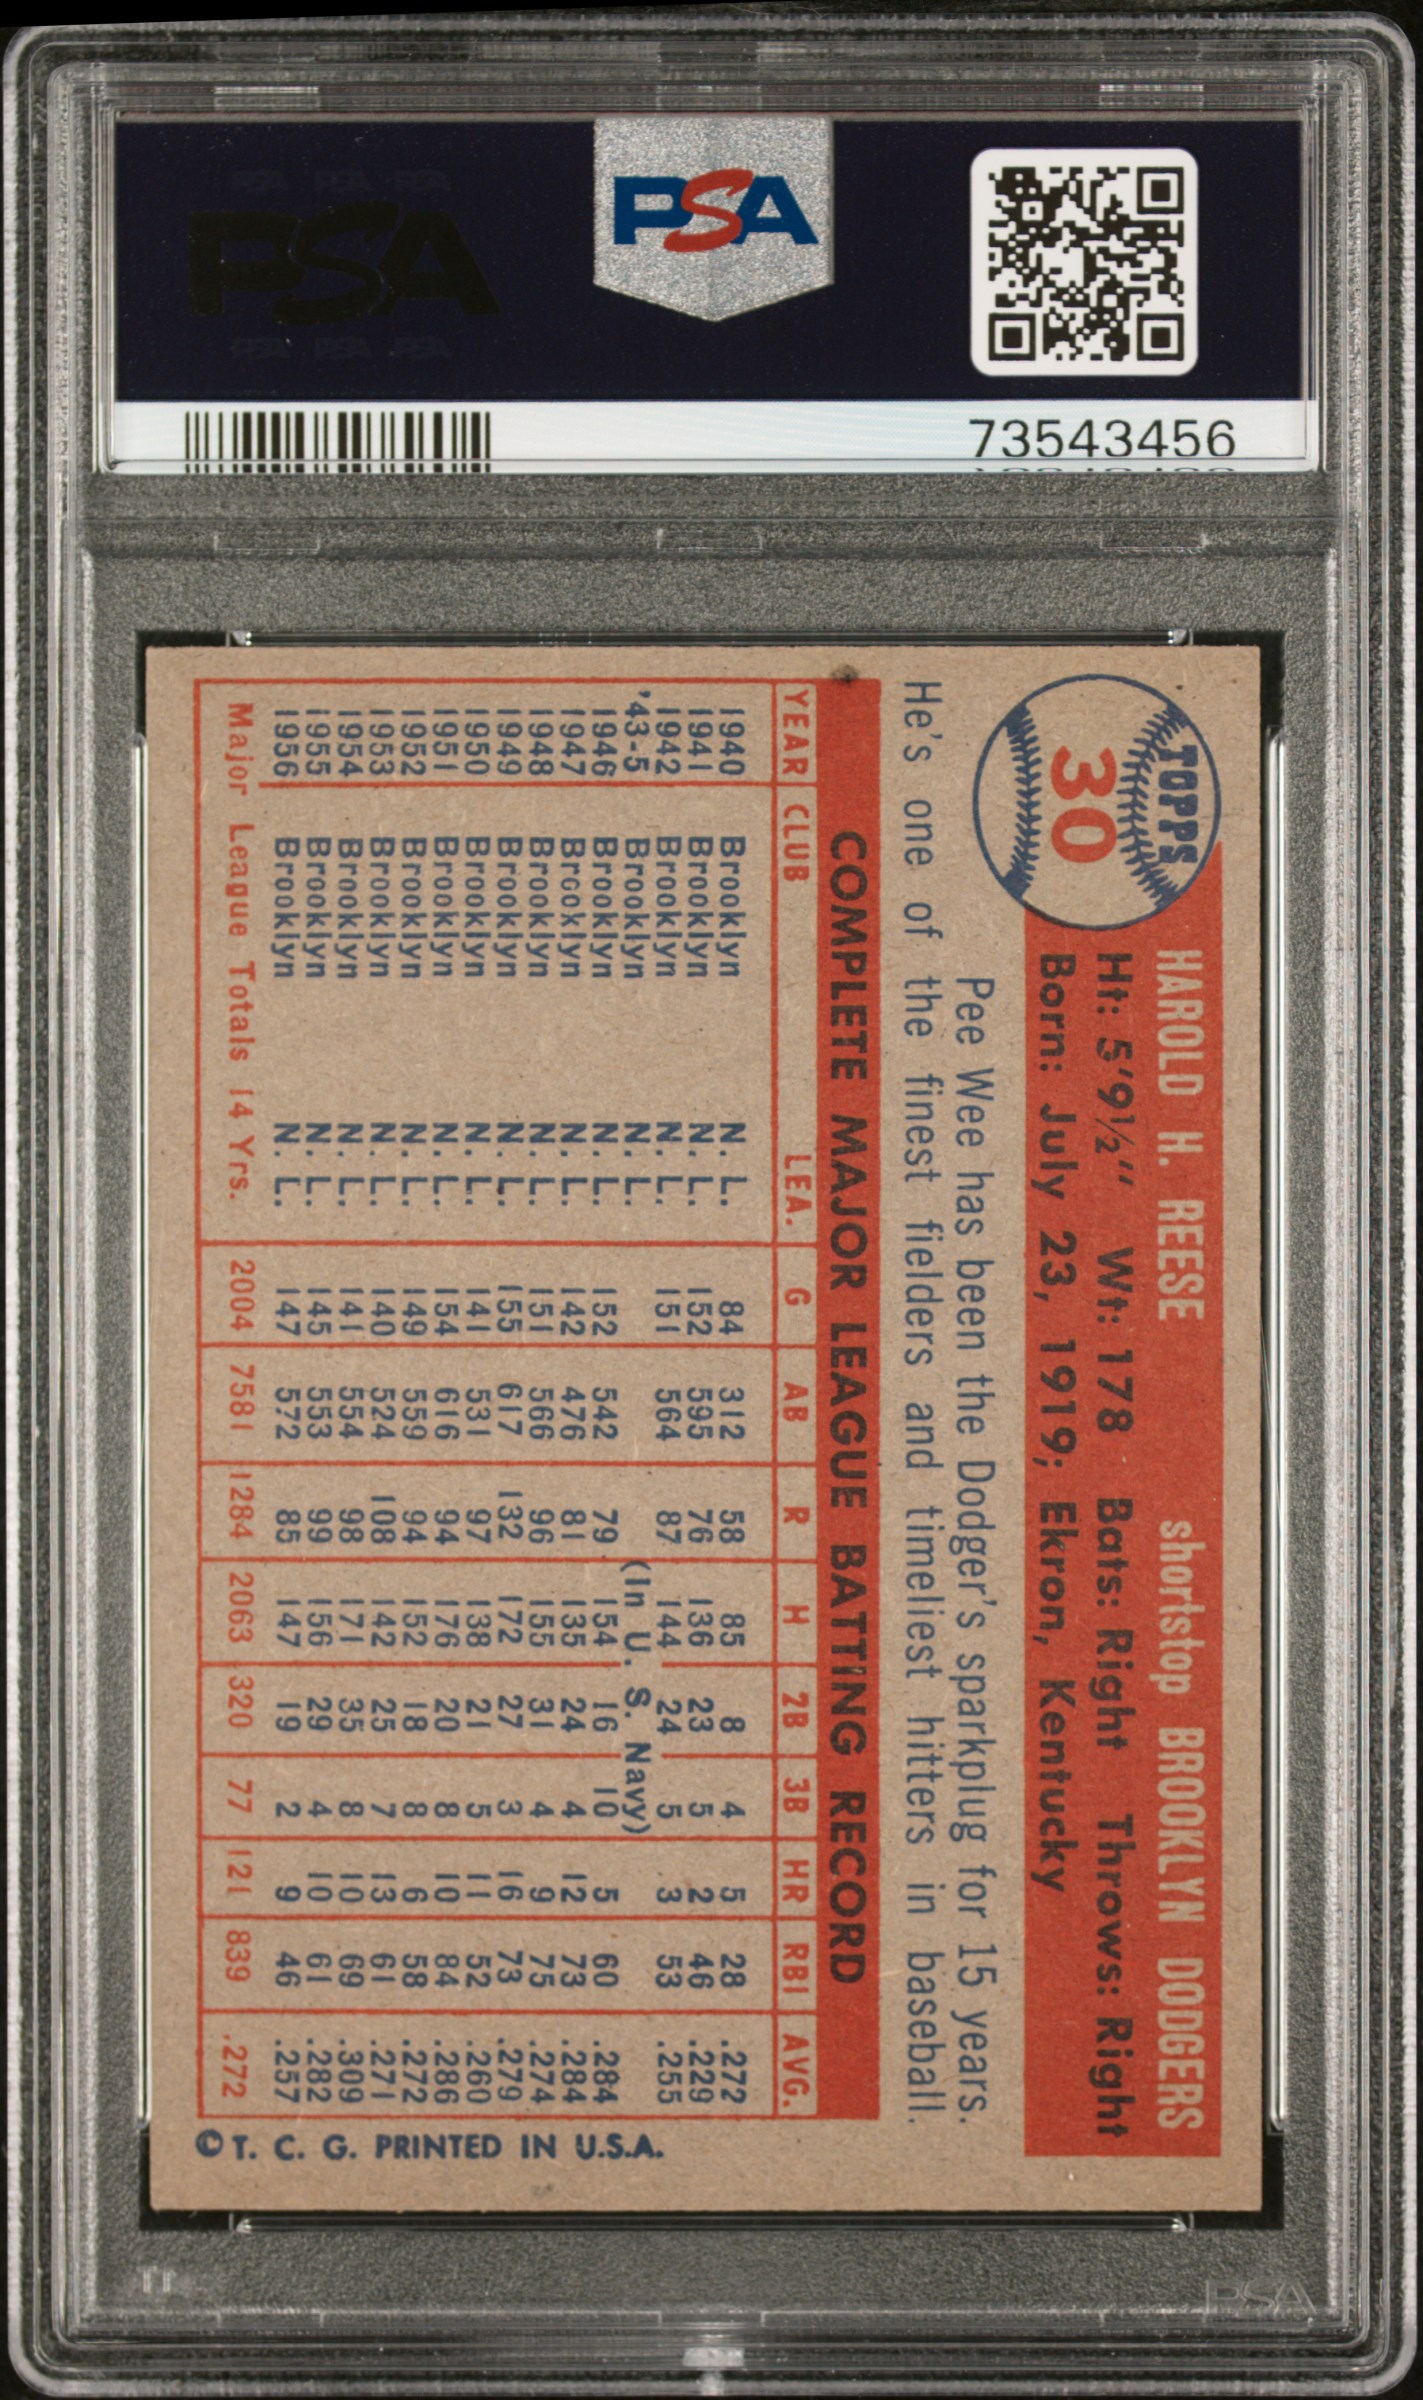 PSA
PSA PSA PSA
PSA
PSA PSA PSA
73543456
TOPPS
30
HAROLD H. REESE shortstop BROOKLYN DODGERS
Ht: 5'9½" Wt: 178 Bats: Right Throws: Right
Born: July 23, 1919; Ekron, Kentucky
Pee Wee has been the Dodger's sparkplug for 15 years.
He's one of the finest fielders and timeliest hitters in baseball.
COMPLETE MAJOR LEAGUE BATTING RECORD
YEAR CLUB LEA. G AB R H 2B 3B HR RBI AVG.
1940 Brooklyn N. L. 84 312 58 85 8 4 5 28 .272
1941 Brooklyn N. L. 152 595 76 136 23 5 2 46 .229
1942 Brooklyn N. L. 151 564 87 144 24 5 3 53 .255
'43-5 Brooklyn N. L. (In U. S. Navy)
1946 Brooklyn N. L. 152 542 79 154 16 10 5 60 .284
1947 Brooklyn N. L. 142 476 81 135 24 4 12 73 .284
1948 Brooklyn N. L. 151 566 96 155 31 4 9 75 .274
1949 Brooklyn N. L. 155 617 132 172 27 3 16 73 .279
1950 Brooklyn N. L. 141 531 97 138 21 5 11 52 .260
1951 Brooklyn N. L. 154 616 94 176 20 8 10 84 .286
1952 Brooklyn N. L. 149 559 94 152 18 8 6 58 .272
1953 Brooklyn N. L. 140 524 108 142 25 7 13 61 .271
1954 Brooklyn N. L. 141 554 98 171 35 8 10 69 .309
1955 Brooklyn N. L. 145 553 99 156 29 4 10 61 .282
1956 Brooklyn N. L. 147 572 85 147 19 2 9 46 .257
Major League Totals 14 Yrs. 2004 7581 1284 2063 320 77 121 839 .272
© T. C. G. PRINTED IN U.S.A.
PSA